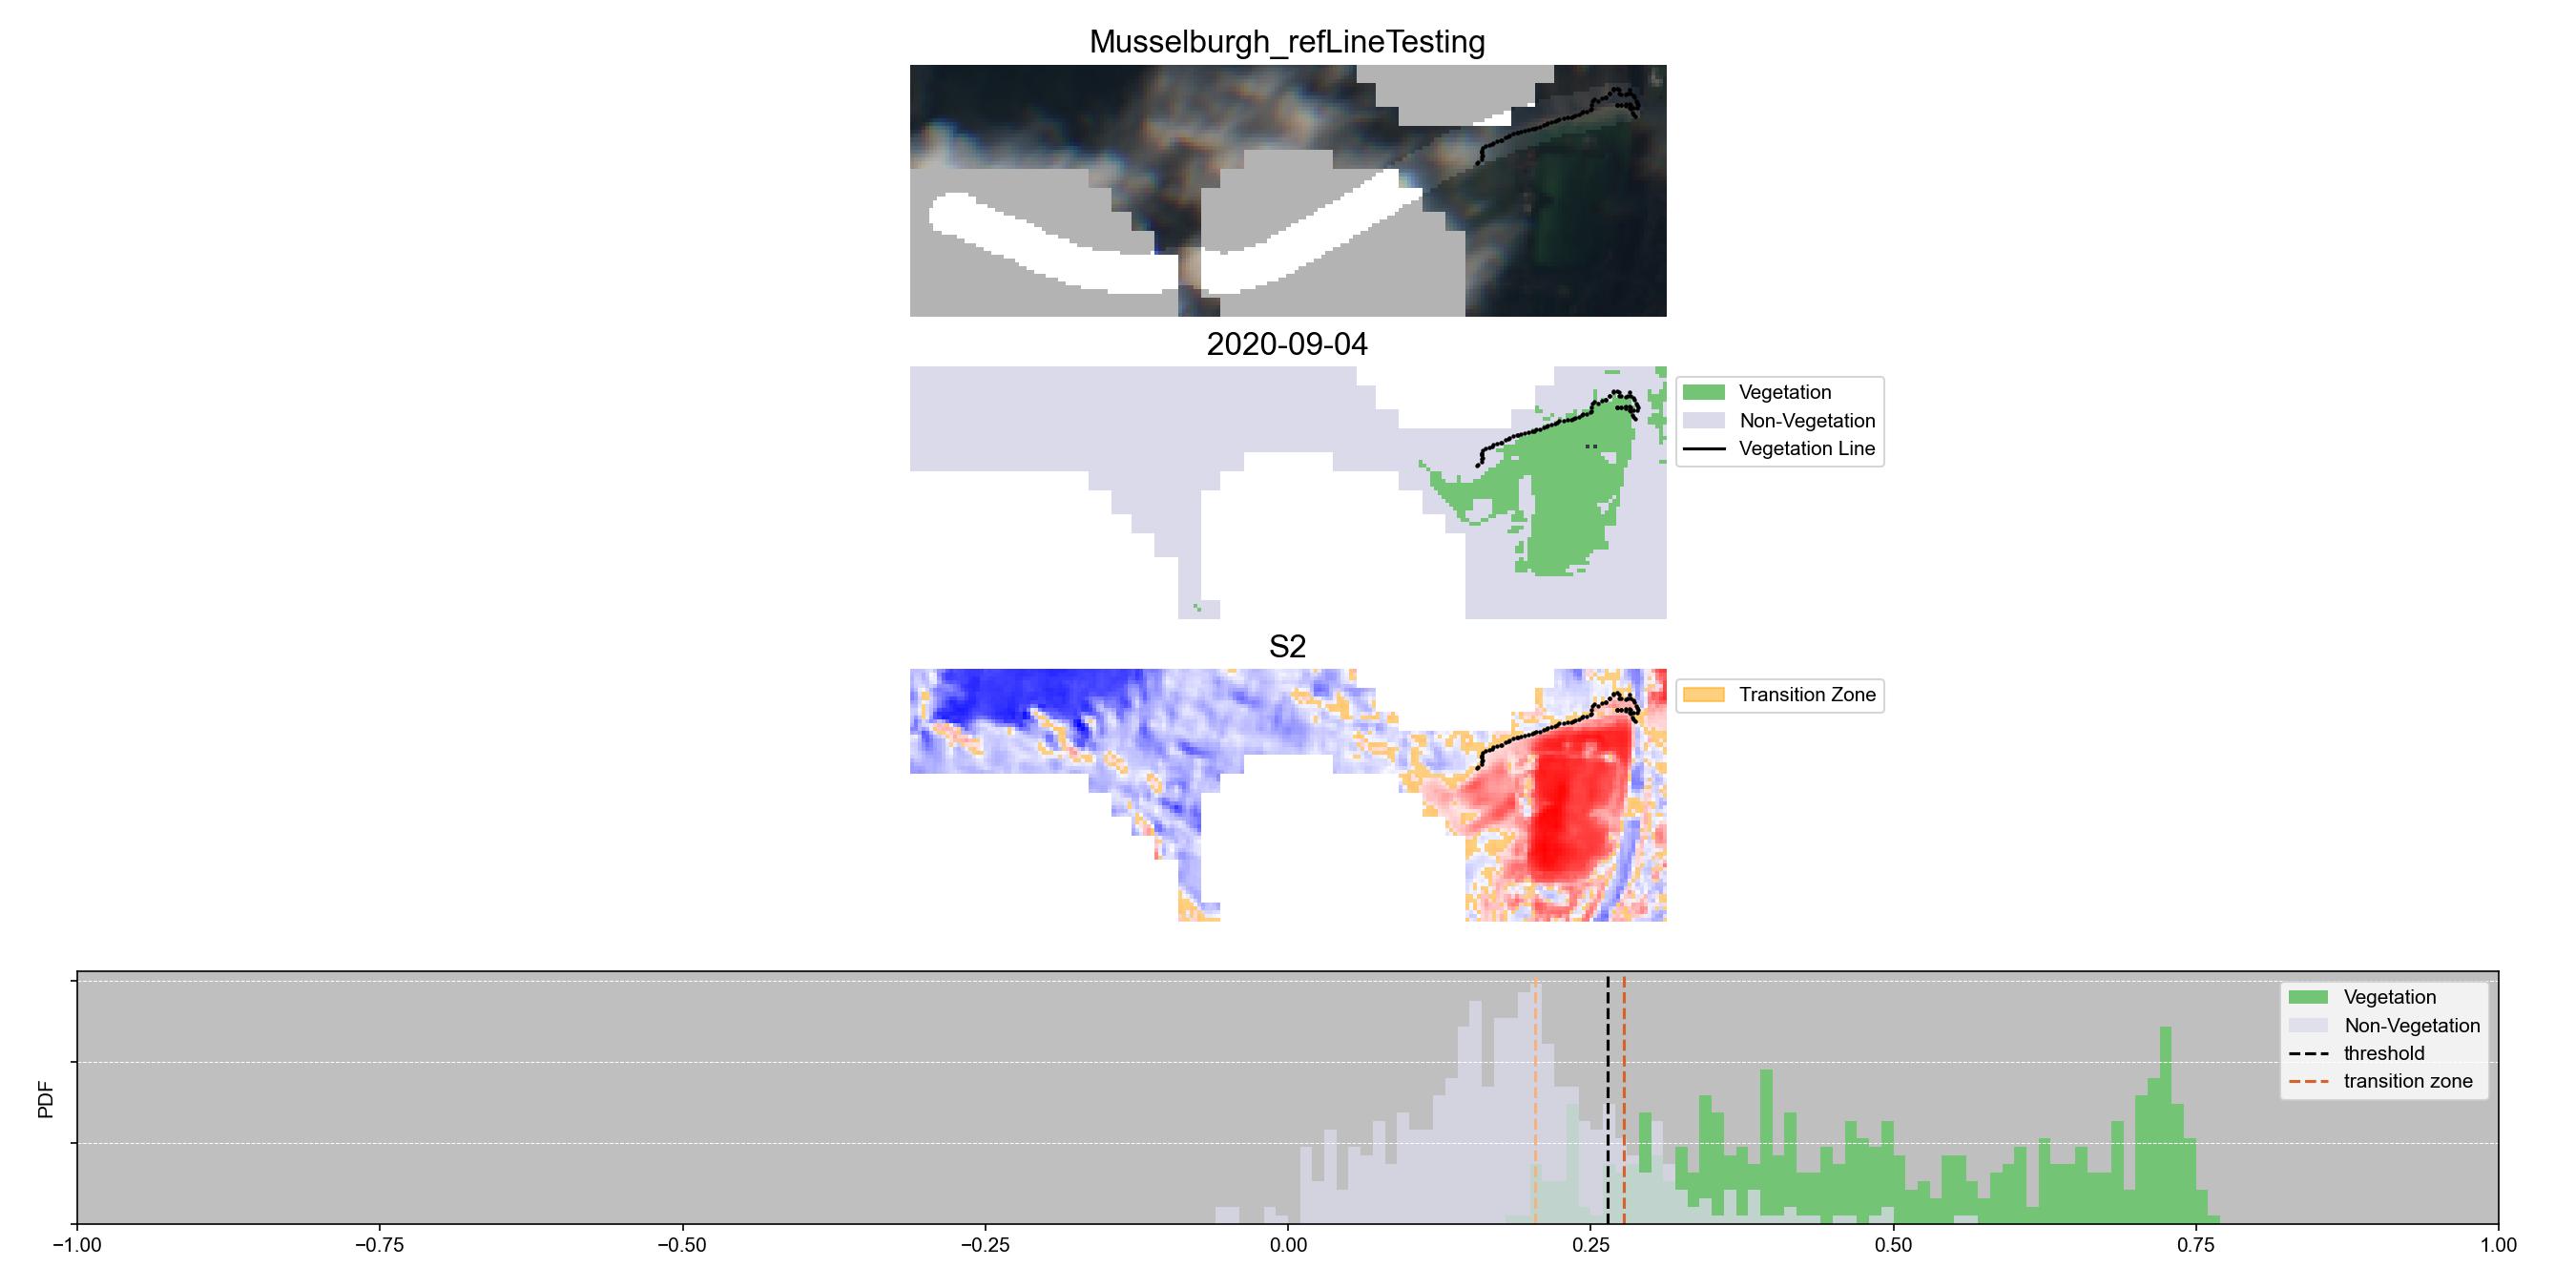 Musselburgh_refLineTesting
2020-09-04
Vegetation
Non-Vegetation
Vegetation Line
S2
Transition Zone
PDF
Vegetation
Non-Vegetation
threshold
transition zone
−1.00 −0.75 −0.50 −0.25 0.00 0.25 0.50 0.75 1.00